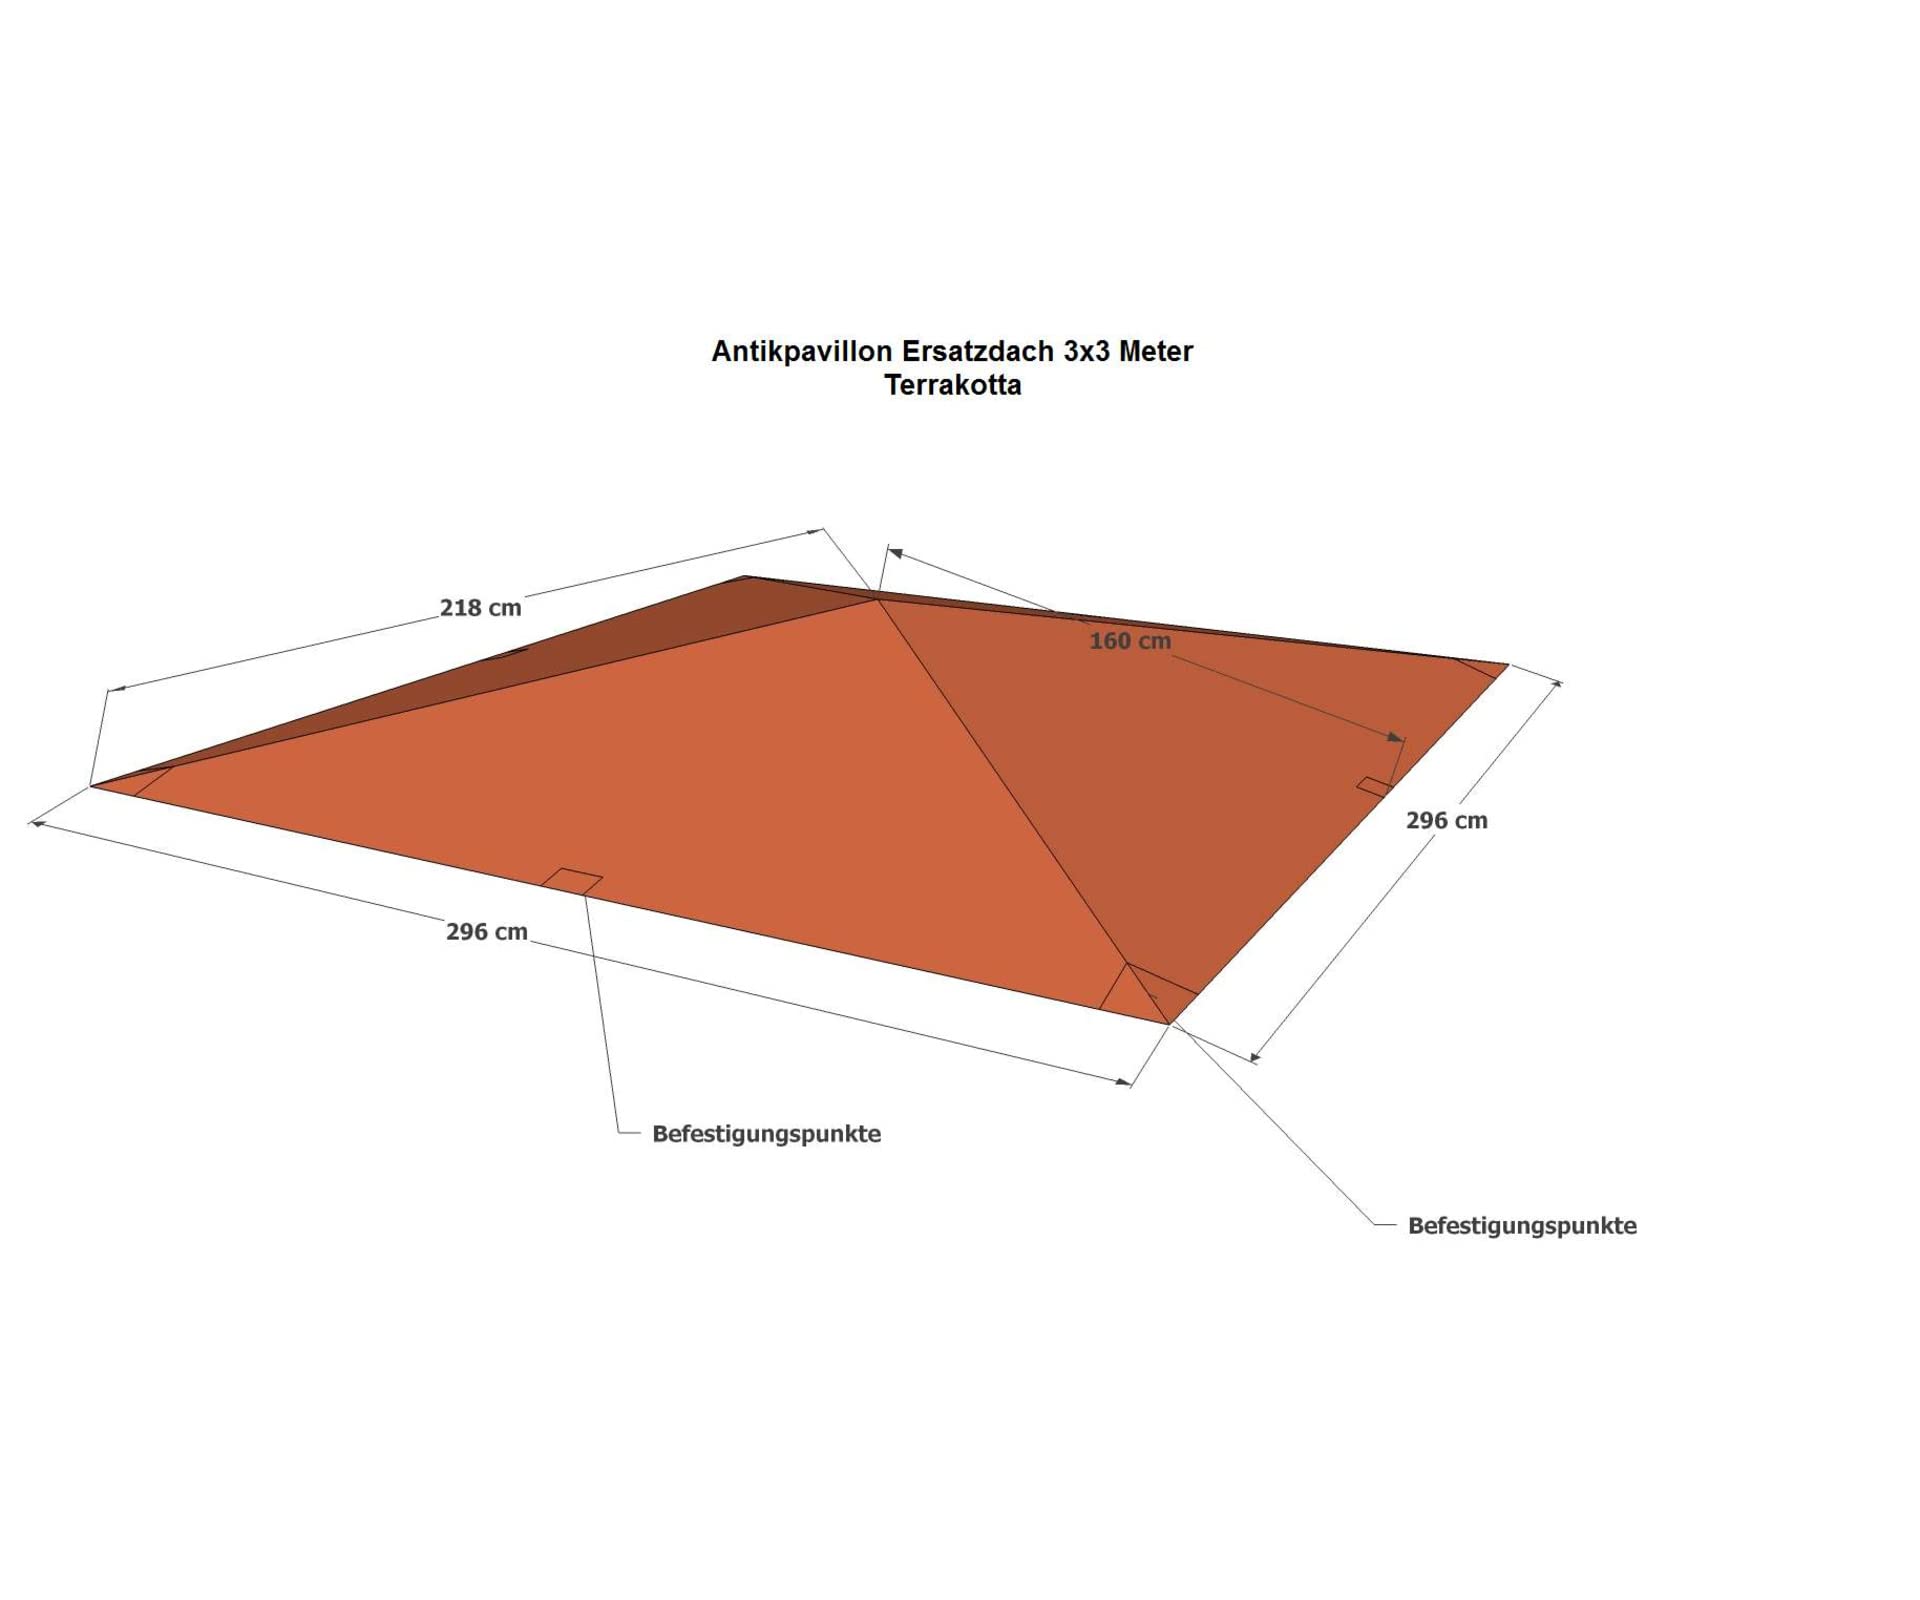 Antikpavillon Ersatzdach 3x3 Meter
Terrakotta
218 cm
160 cm
296 cm
296 cm
Befestigungspunkte
Befestigungspunkte